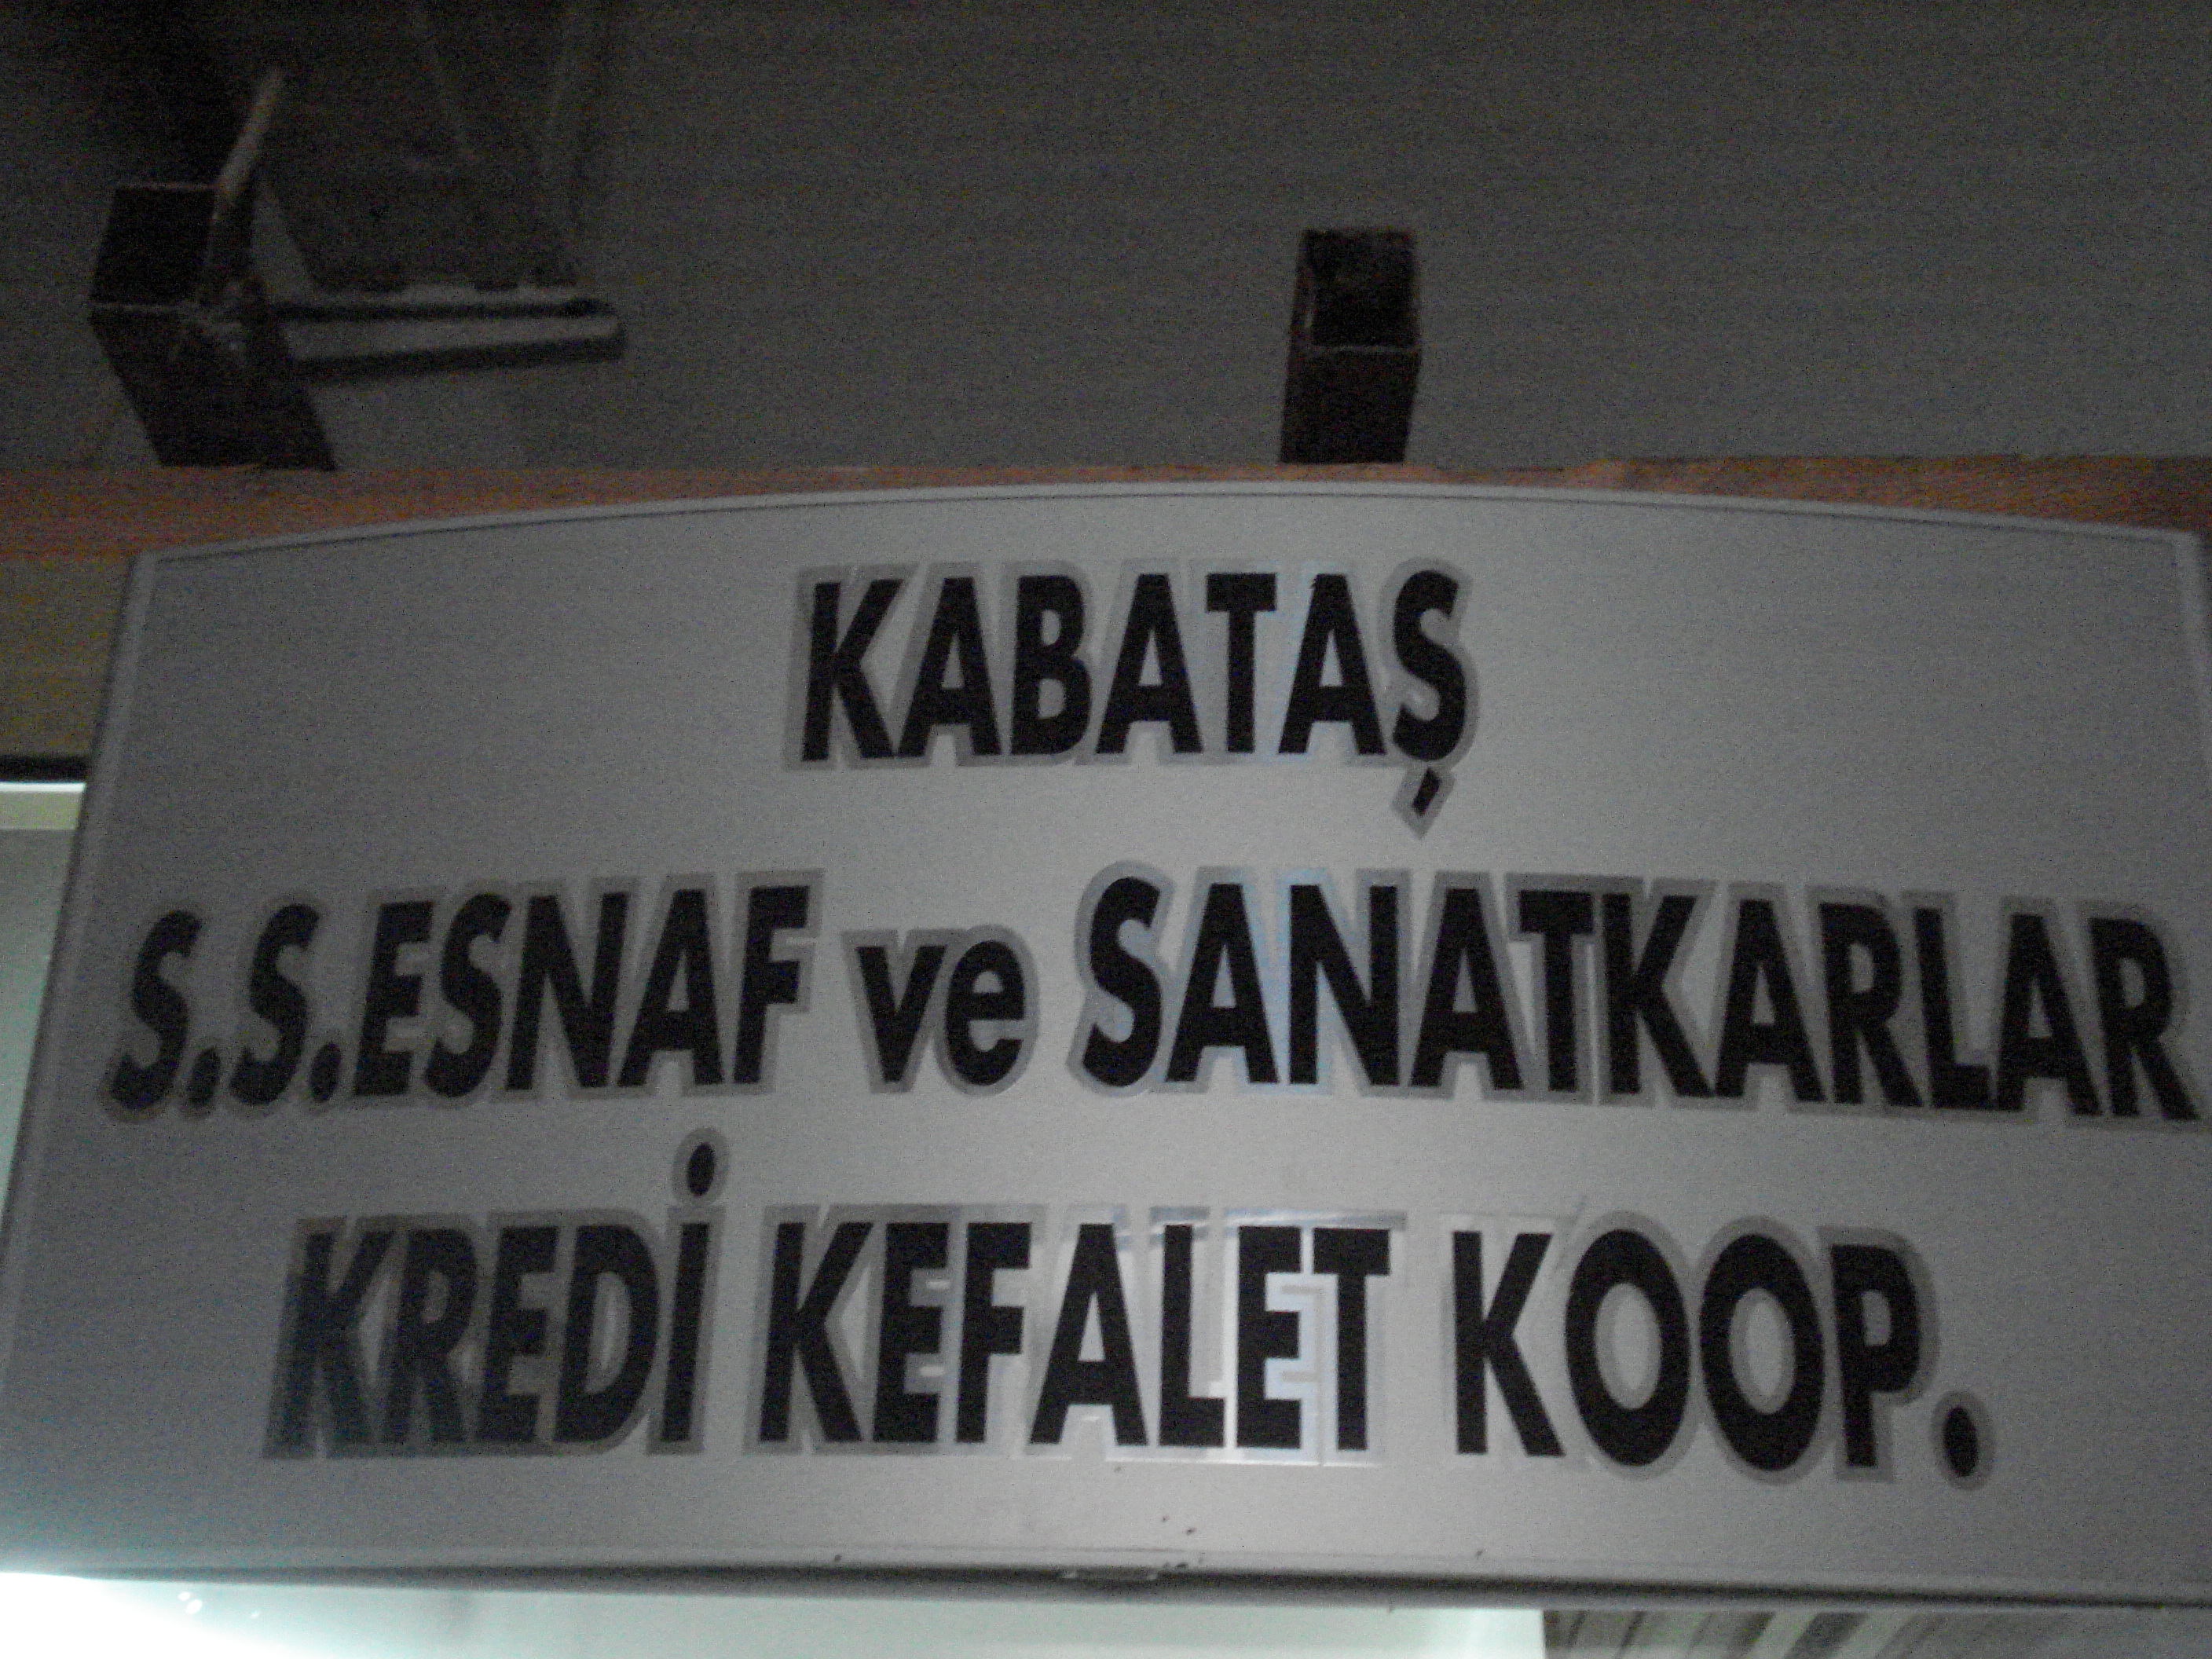 KABATAŞ
S.S.ESNAF ve SANATKARLAR
KREDİ KEFALET KOOP.